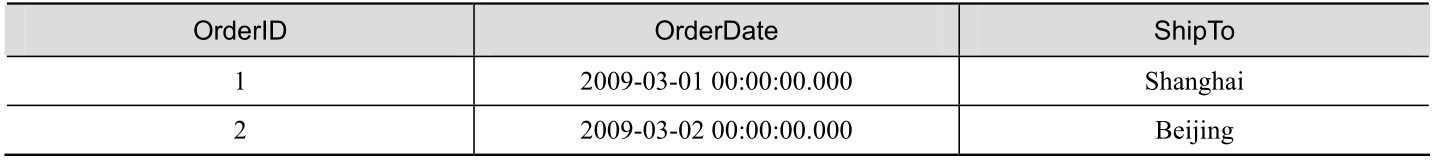 OrderID OrderDate ShipTo
1 2009-03-01 00:00:00.000 Shanghai
2 2009-03-02 00:00:00.000 Beijing